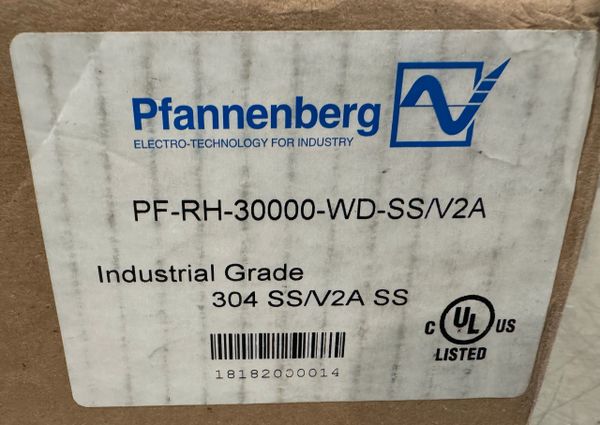 Pfannenberg
ELECTRO-TECHNOLOGY FOR INDUSTRY
PF-RH-30000-WD-SS/V2A
Industrial Grade
304 SS/V2A SS
C UL US
LISTED
18182000014